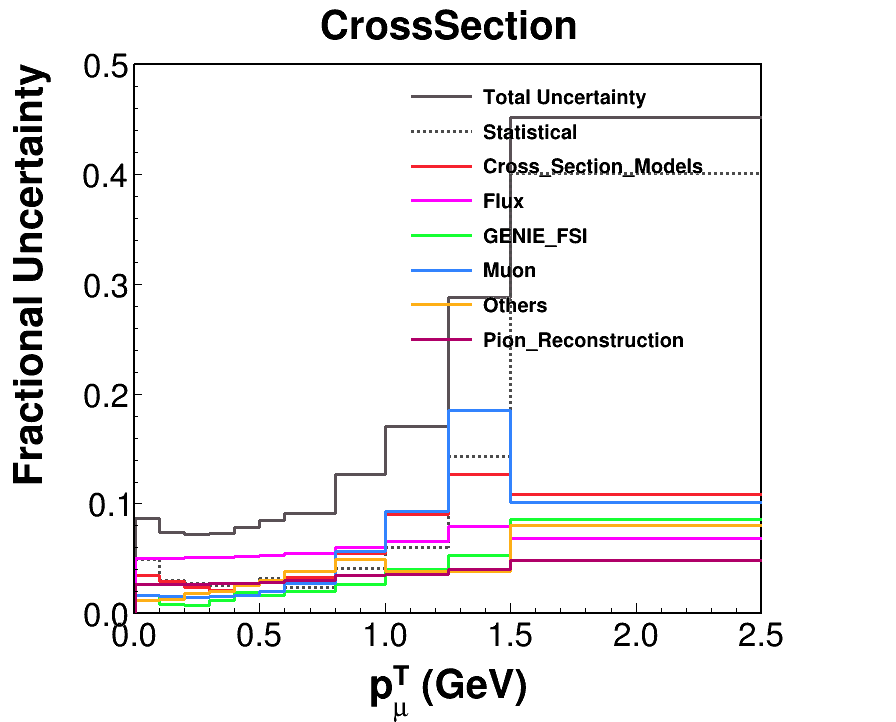 CrossSection
Fractional Uncertainty
0.5
0.4
0.3
0.2
0.1
0.0
Total Uncertainty
Statistical
Cross_Section_Models
Flux
GENIE_FSI
Muon
Others
Pion_Reconstruction
0.0 0.5 1.0 1.5 2.0 2.5
p_μ^T (GeV)